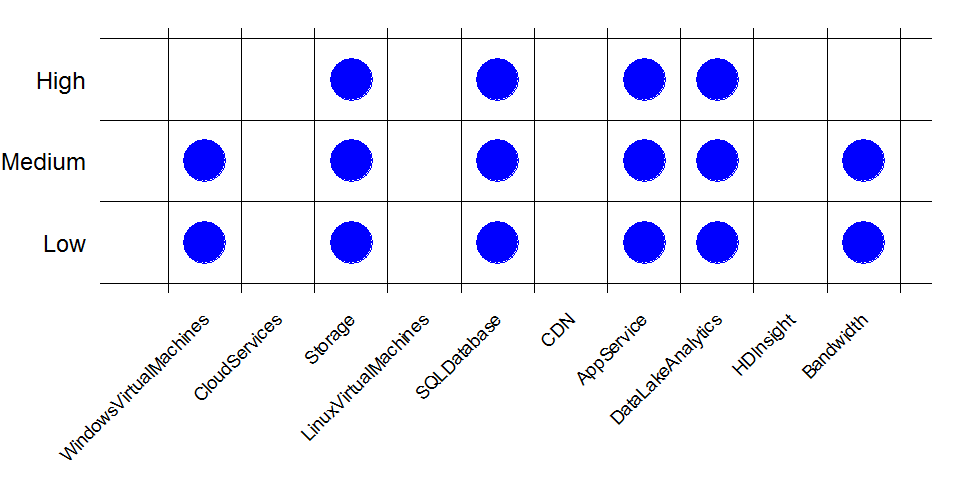 High
Medium
Low
WindowsVirtualMachines
CloudServices
Storage
LinuxVirtualMachines
SQLDatabase
CDN
AppService
DataLakeAnalytics
HDInsight
Bandwidth